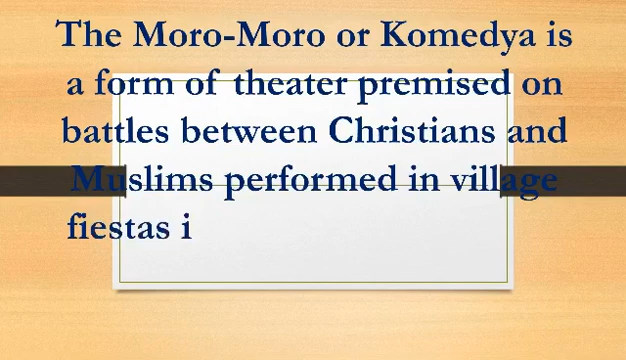 The Moro-Moro or Komedya is
a form of theater premised on
battles between Christians and
Muslims performed in village
fiestas i